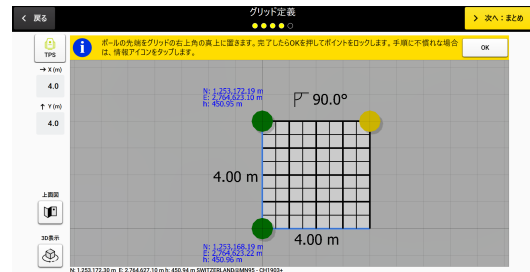 戻る
グリッド定義
次へ：まとめ
TPS
ポールの先端をグリッドの右上角の真上に置きます。完了したらOKを押してポイントをロックします。手順に不慣れな場合
は、情報アイコンをタップします。
OK
→ X (m)
4.0
↑ Y (m)
4.0
N: 1,253,172.19 m
E: 2,764,623.10 m
h: 450.95 m
90.0°
4.00 m
4.00 m
N: 1,253,168.19 m
E: 2,764,623.22 m
h: 450.96 m
上面図
3D表示
N: 1,253,172.30 m E: 2,764,627.10 m h: 450.94 m SWITZERLAND/JMN95 - CH1903+